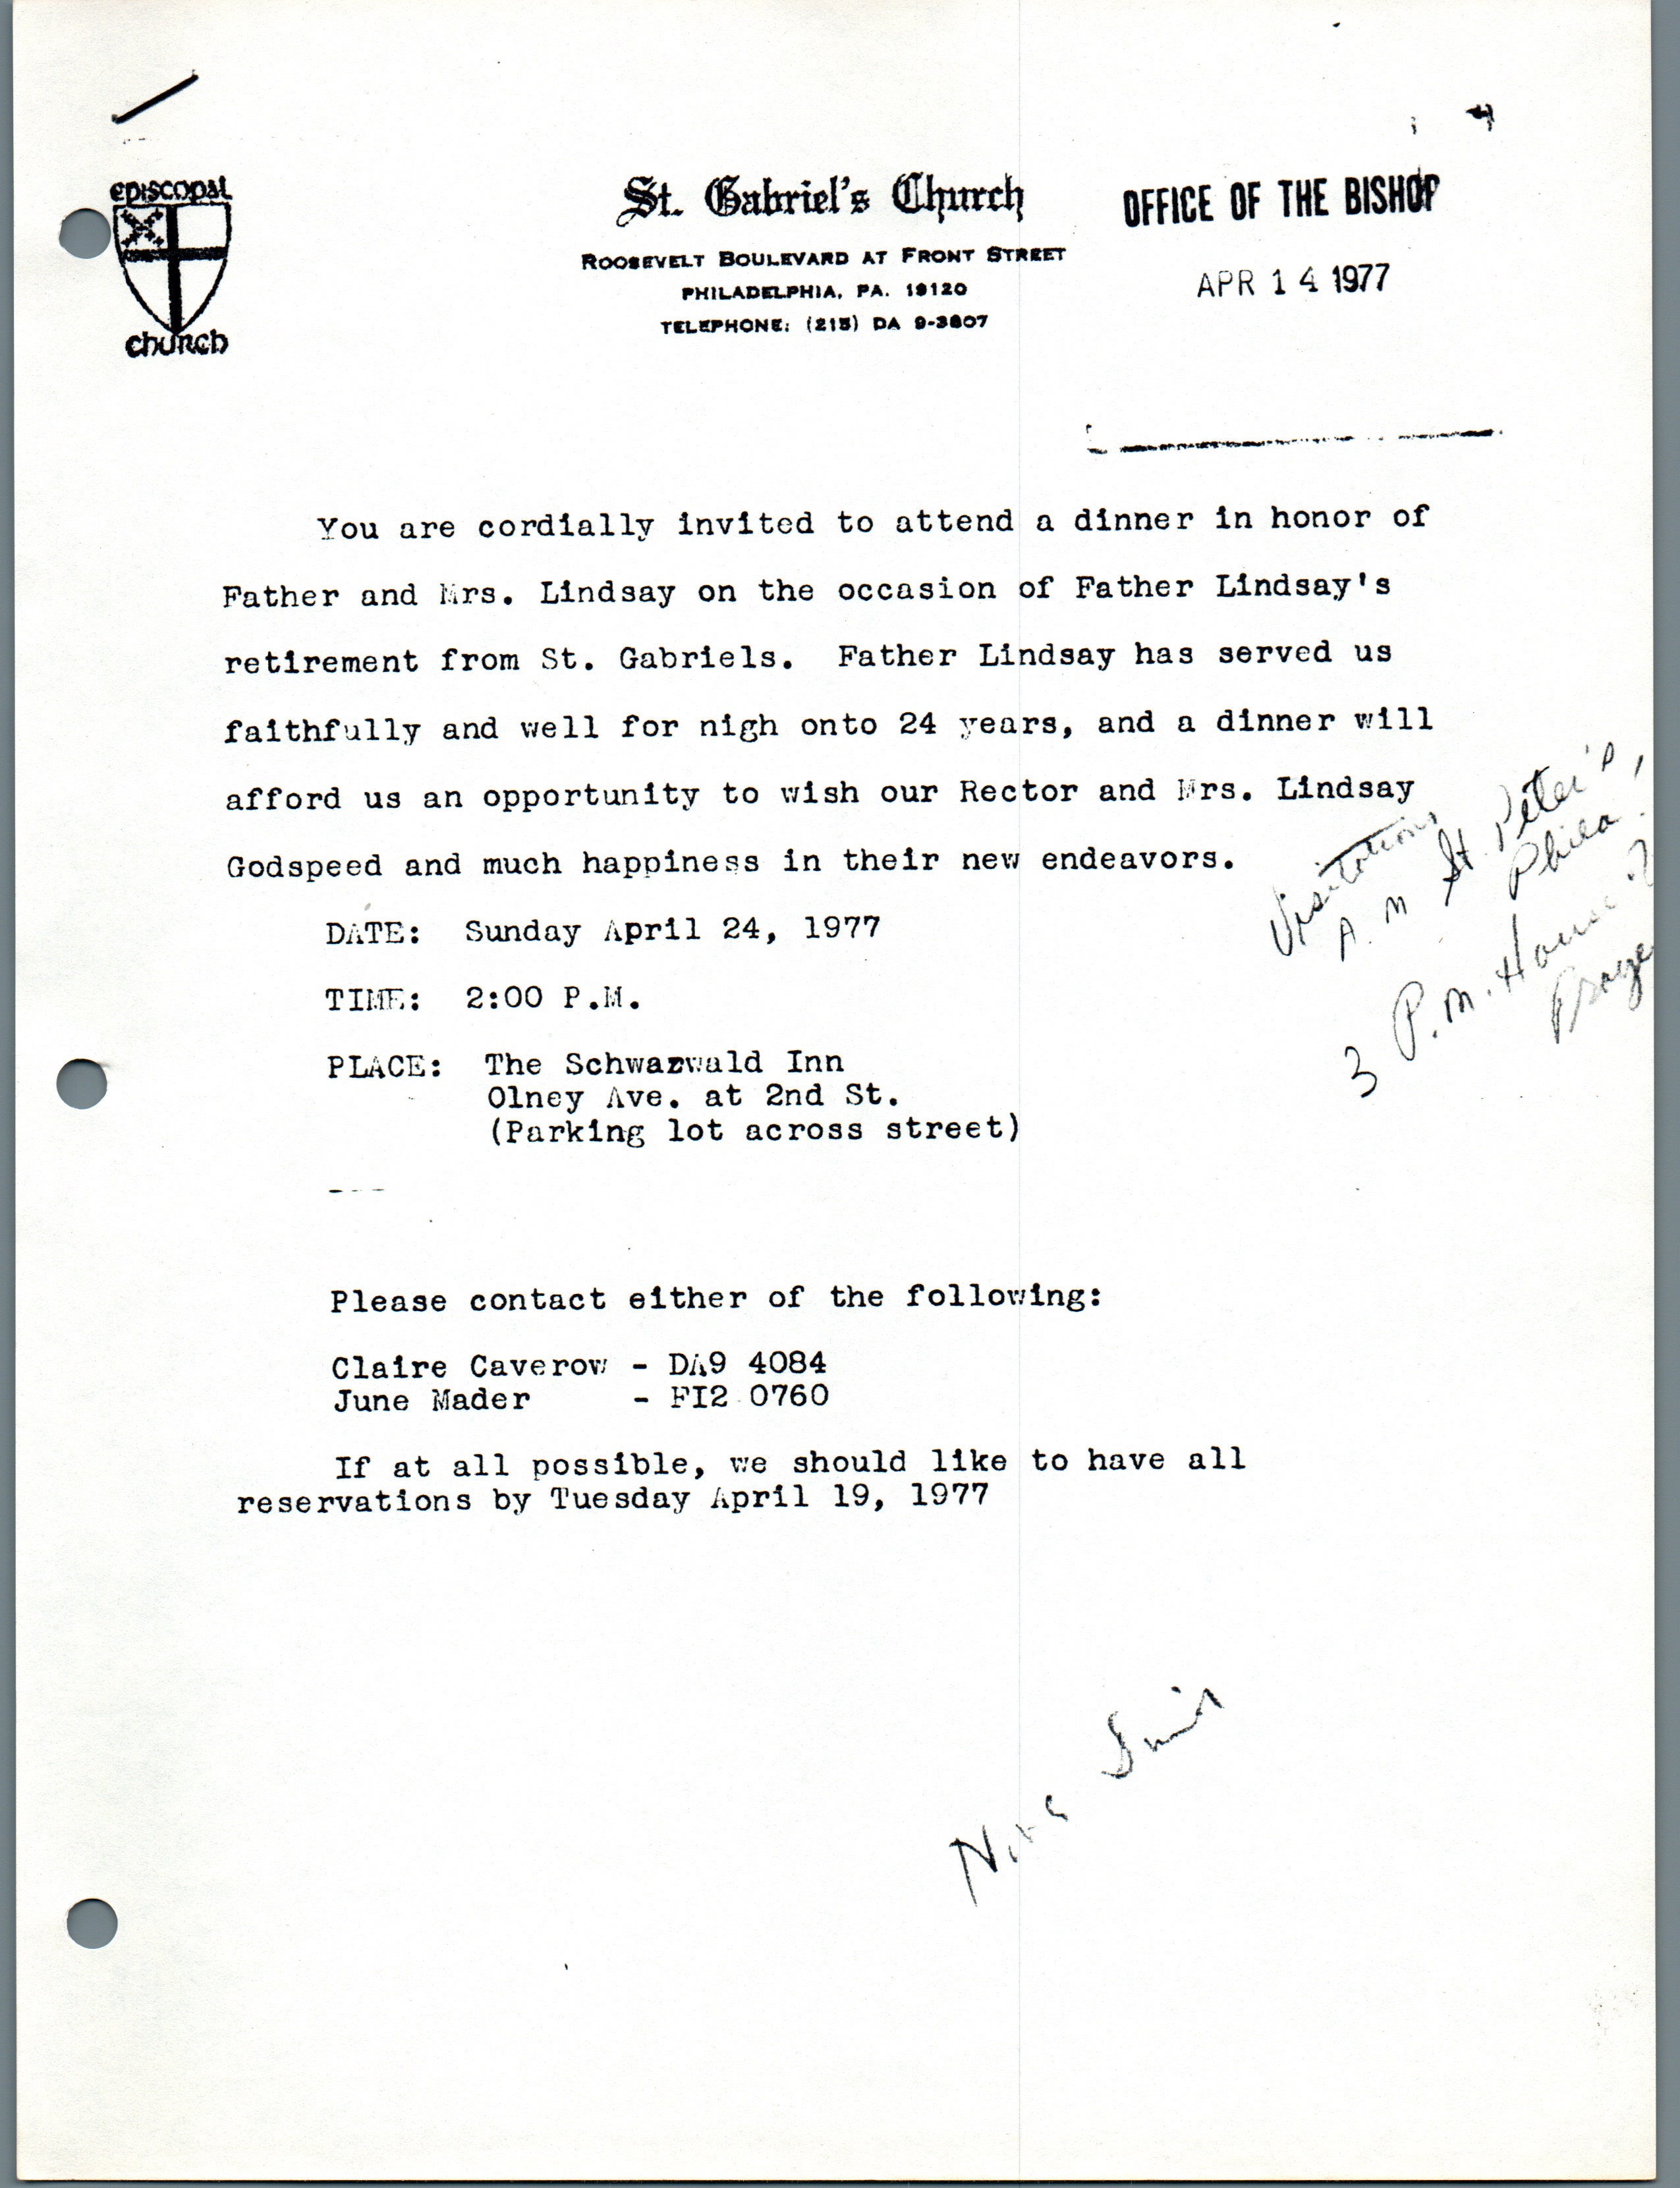 episcopal
church
St. Gabriel's Church
ROOSEVELT BOULEVARD AT FRONT STREET
PHILADELPHIA, PA. 19120
TELEPHONE: (215) DA 9-3807
OFFICE OF THE BISHOP
APR 14 1977
You are cordially invited to attend a dinner in honor of
Father and Mrs. Lindsay on the occasion of Father Lindsay's
retirement from St. Gabriels. Father Lindsay has served us
faithfully and well for nigh onto 24 years, and a dinner will
afford us an opportunity to wish our Rector and Mrs. Lindsay
Godspeed and much happiness in their new endeavors.
Visitations
A.M St. Peter's,
Phila.
3 P.M. House of
Praye
DATE: Sunday April 24, 1977
TIME: 2:00 P.M.
PLACE: The Schwarwald Inn
Olney Ave. at 2nd St.
(Parking lot across street)
Please contact either of the following:
Claire Caverow - DA9 4084
June Mader - FI2 0760
If at all possible, we should like to have all
reservations by Tuesday April 19, 1977